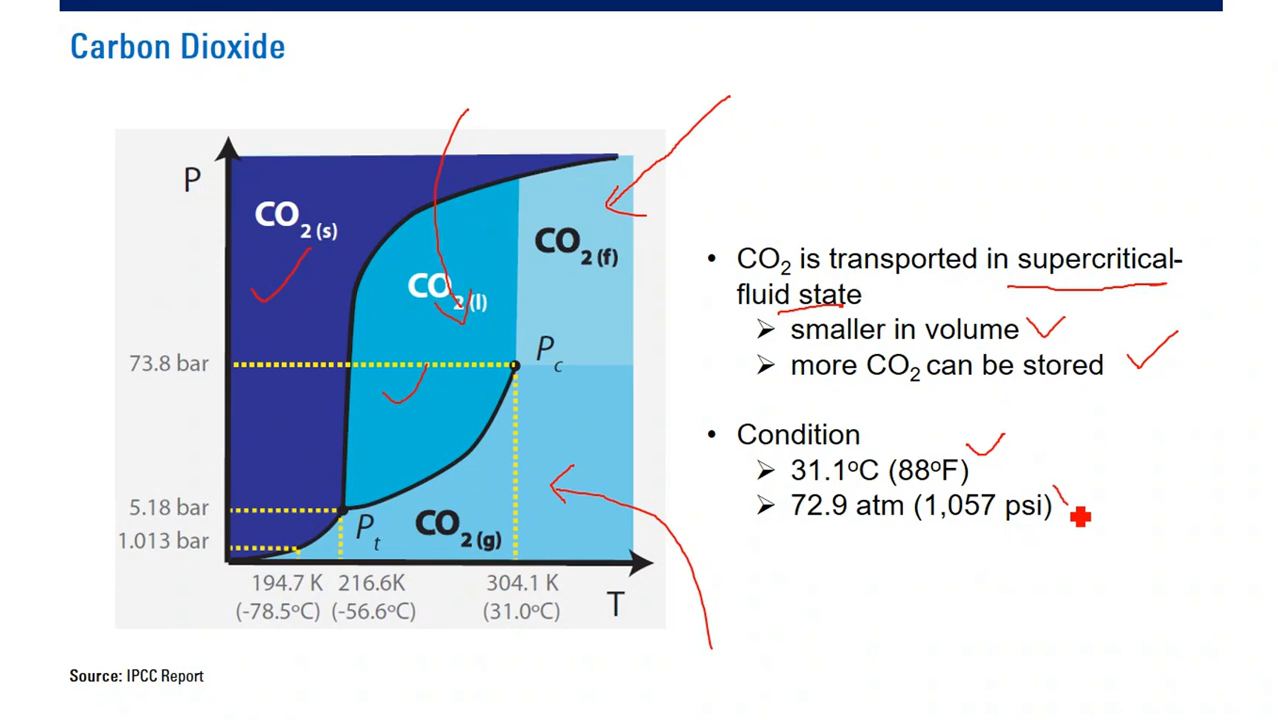 Carbon Dioxide
P
CO2 (s)
CO2 (f)
CO2 (l)
73.8 bar
Pc
5.18 bar
Pt
CO2 (g)
1.013 bar
194.7 K
216.6K
304.1 K
(-78.5ºC)
(-56.6ºC)
(31.0ºC)
T
• CO2 is transported in supercritical-
fluid state
➢ smaller in volume
➢ more CO2 can be stored
• Condition
➢ 31.1ºC (88ºF)
➢ 72.9 atm (1,057 psi)
Source: IPCC Report